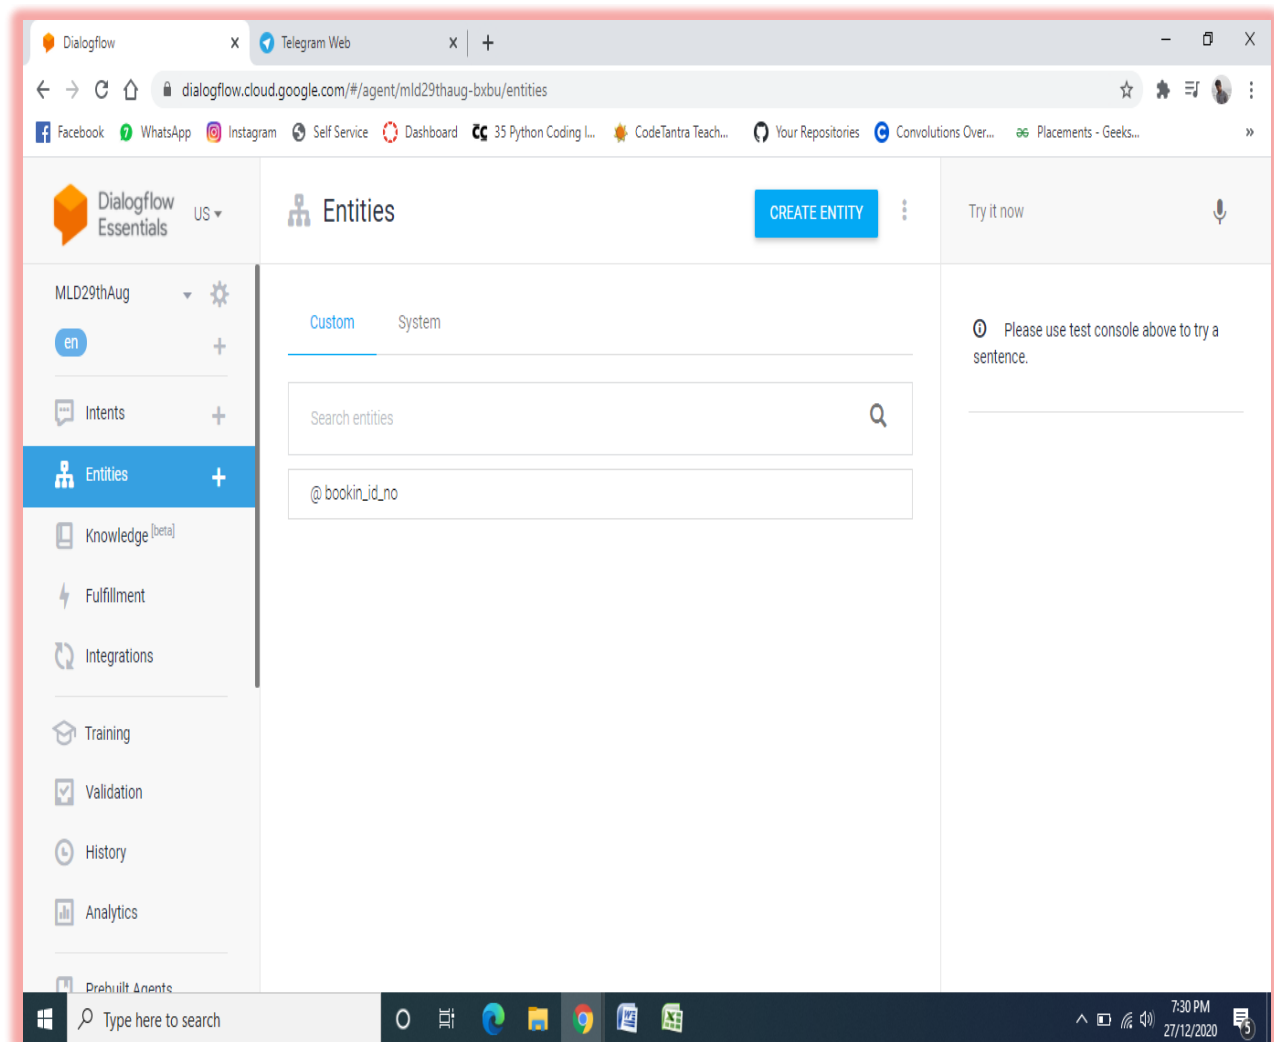 Dialogflow
Telegram Web
dialogflow.cloud.google.com/#/agent/mld29thaug-bxbu/entities
Facebook WhatsApp Instagram Self Service Dashboard 35 Python Coding I... CodeTantra Teach... Your Repositories Convolutions Over... Placements - Geeks...
Dialogflow
Essentials
US
Entities
CREATE ENTITY
Try it now
MLD29thAug
en
Intents
Entities
Knowledge [beta]
Fulfillment
Integrations
Training
Validation
History
Analytics
Prebuilt Agents
Custom System
Search entities
@ bookin_id_no
Please use test console above to try a
sentence.
Type here to search
7:30 PM
27/12/2020
5